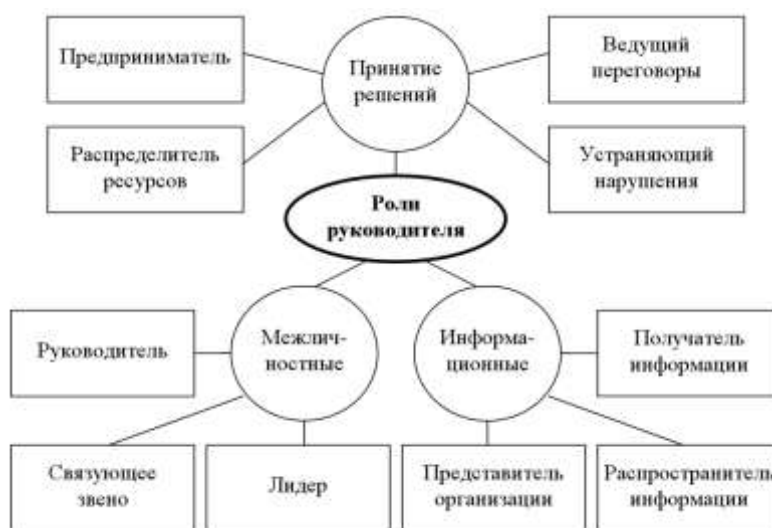 Предприниматель
Принятие
решений
Ведущий
переговоры
Распределитель
ресурсов
Устраняющий
нарушения
Роли
руководителя
Руководитель
Межлич-
ностные
Информа-
ционные
Получатель
информации
Связующее
звено
Лидер
Представитель
организации
Распространитель
информации